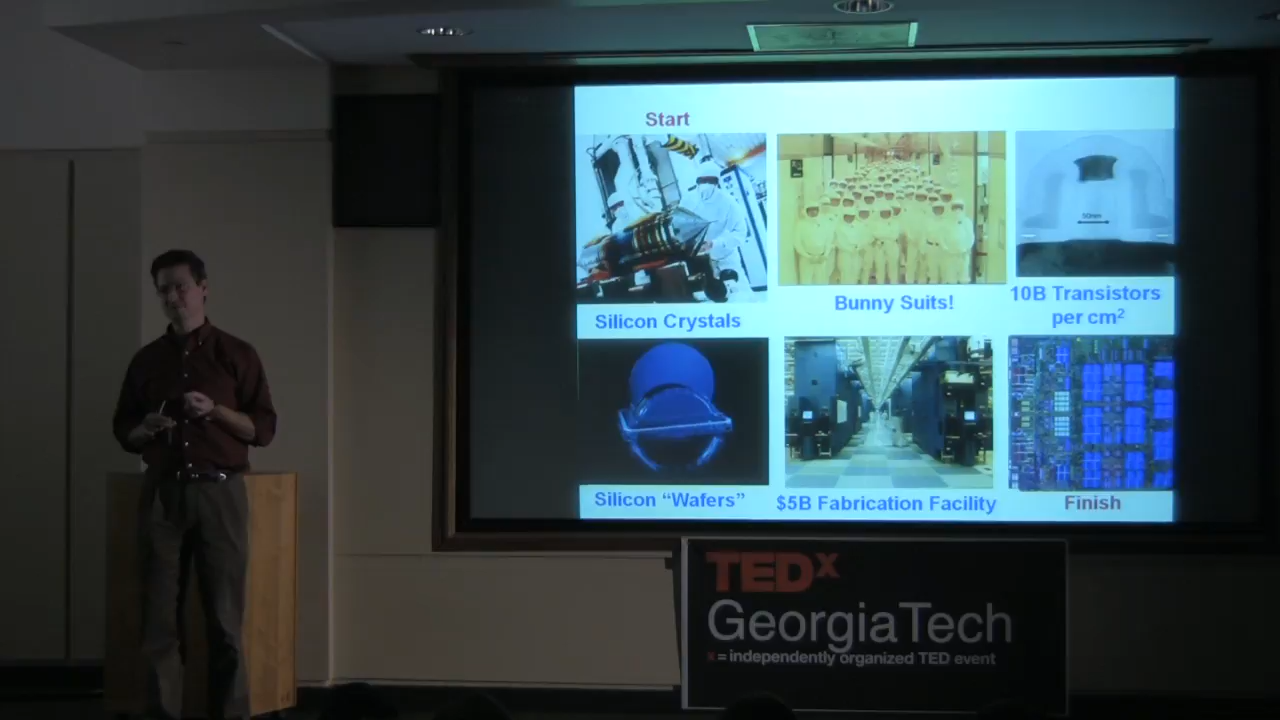 Start
Silicon Crystals
Bunny Suits!
50nm
10B Transistors
per cm²
Silicon “Wafers”
$5B Fabrication Facility
Finish
TEDx
GeorgiaTech
x = independently organized TED event